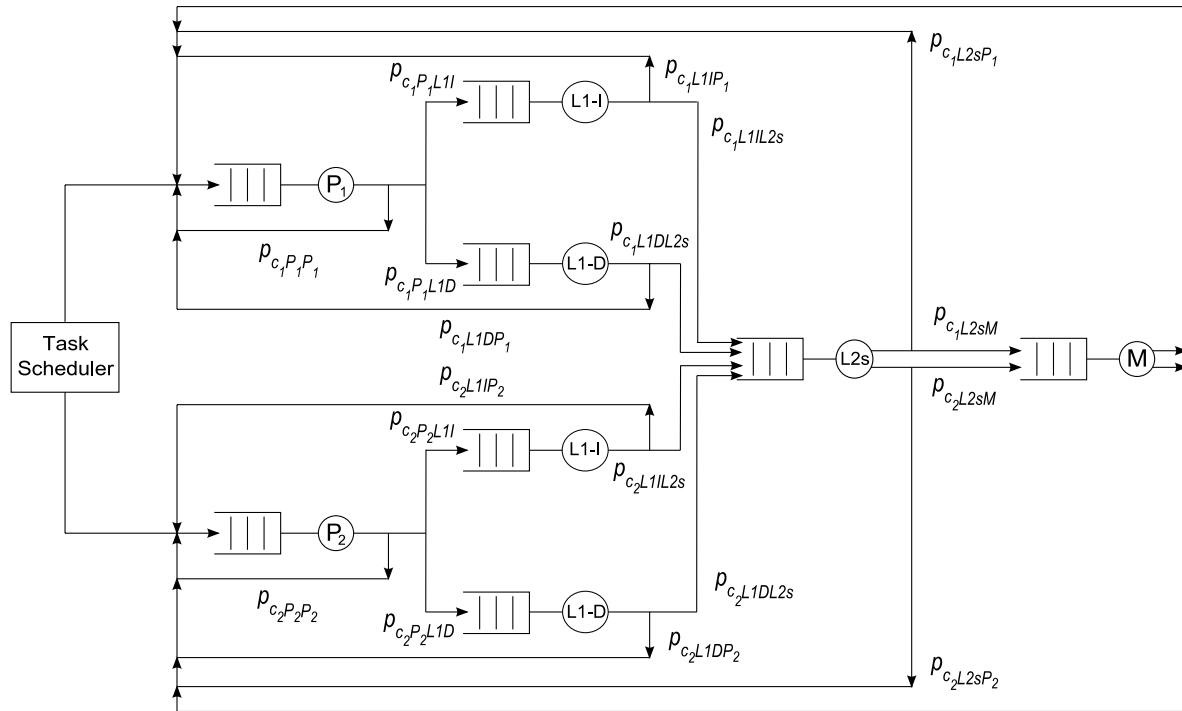 p_{c_1L2sP_1}
p_{c_1P_1L1I}
p_{c_1L1IP_1}
L1-I
p_{c_1L1IL2s}
P_1
p_{c_1L1DL2s}
p_{c_1P_1P_1}
L1-D
p_{c_1P_1L1D}
p_{c_1L1DP_1}
p_{c_1L2sM}
Task
Scheduler
L2s
M
p_{c_2L1IP_2}
p_{c_2L2sM}
p_{c_2P_2L1I}
L1-I
p_{c_2L1IL2s}
P_2
p_{c_2P_2P_2}
p_{c_2L1DL2s}
L1-D
p_{c_2P_2L1D}
p_{c_2L1DP_2}
p_{c_2L2sP_2}